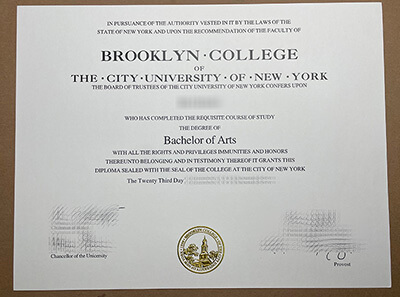 IN PURSUANCE OF THE AUTHORITY VESTED IN IT BY THE LAWS OF THE
STATE OF NEW YORK AND UPON THE RECOMMENDATION OF THE FACULTY OF
BROOKLYN · COLLEGE
OF
THE · CITY · UNIVERSITY · OF · NEW · YORK
THE BOARD OF TRUSTEES OF THE CITY UNIVERSITY OF NEW YORK CONFERS UPON
WHO HAS COMPLETED THE REQUISITE COURSE OF STUDY
THE DEGREE OF
Bachelor of Arts
WITH ALL THE RIGHTS AND PRIVILEGES IMMUNITIES AND HONORS
THEREUNTO BELONGING AND IN TESTIMONY THEREOF IT GRANTS THIS
DIPLOMA SEALED WITH THE SEAL OF THE COLLEGE AT THE CITY OF NEW YORK
The Twenty Third Day
Chancellor of the University
Provost